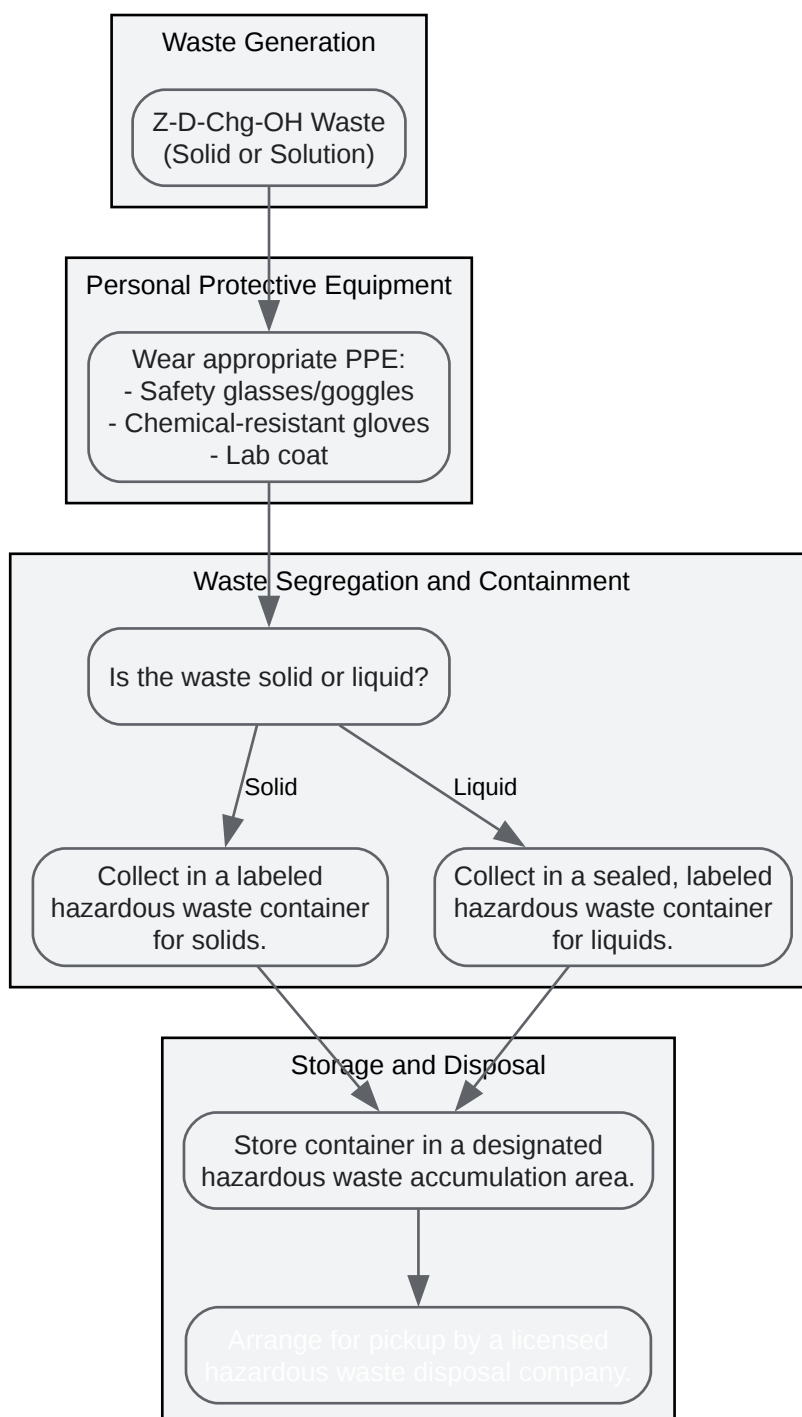 Waste Generation
Z-D-Chg-OH Waste
(Solid or Solution)
Personal Protective Equipment
Wear appropriate PPE:
- Safety glasses/goggles
- Chemical-resistant gloves
- Lab coat
Waste Segregation and Containment
Is the waste solid or liquid?
Solid
Liquid
Collect in a labeled
hazardous waste container
for solids.
Collect in a sealed, labeled
hazardous waste container
for liquids.
Storage and Disposal
Store container in a designated
hazardous waste accumulation area.
Arrange for pickup by a licensed
hazardous waste disposal company.